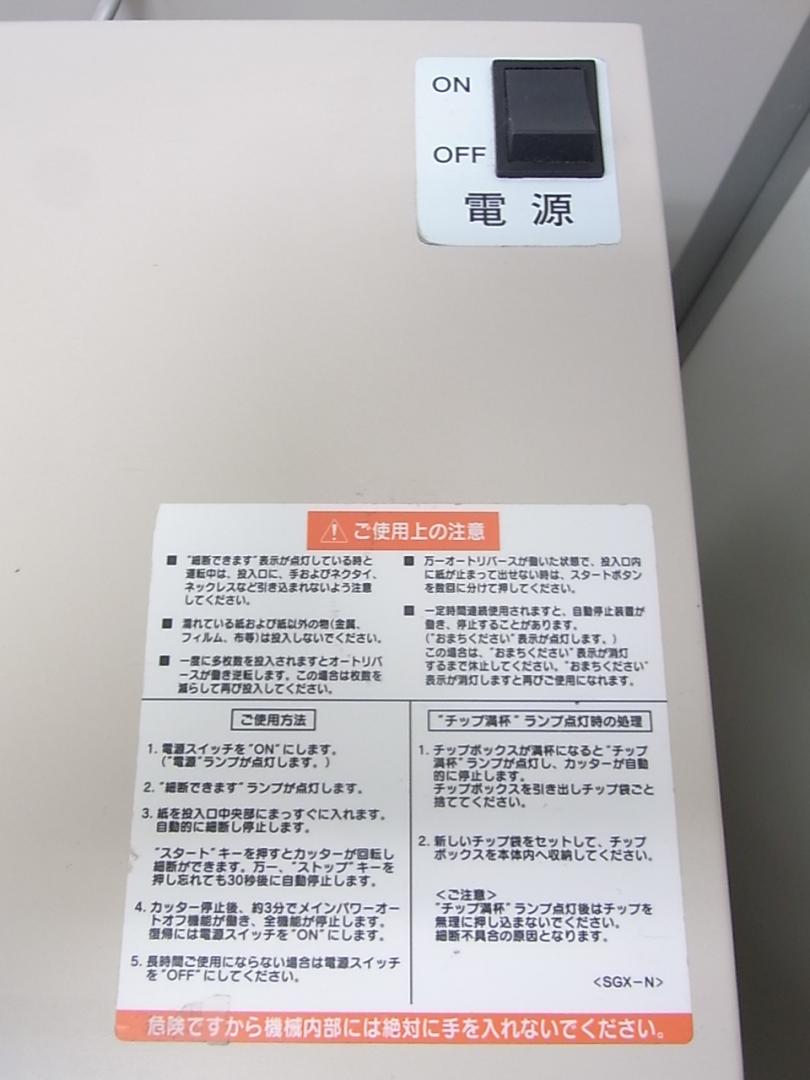 ON
OFF
電源
ご使用上の注意
■ "細断できます"表示が点灯している時と
運転中は、投入口に、手およびネクタイ、
ネックレスなど引き込まれないよう注意
してください。
■ 濡れている紙および紙以外の物(金属、
フィルム、布等)は投入しないでください。
■ 一度に多枚数を投入されますとオートリバ
ースが働き逆転します。この場合は枚数を
減らして再び投入してください。
■ 万一オートリバースが働いた状態で、投入口内
に紙が止まって出せない時は、スタートボタン
を数回に分けて押してください。
■ 一定時間連続使用されますと、自動停止装置が
働き、停止することがあります。
("おまちください"表示が点灯します。)
この場合は、"おまちください"表示が消灯
するまで休止してください。"おまちください"
表示が消灯しますと再びご使用になれます。
ご使用方法
1. 電源スイッチを"ON"にします。
("電源"ランプが点灯します。)
2. "細断できます"ランプが点灯します。
3. 紙を投入口中央部にまっすぐに入れます。
自動的に細断し停止します。
"スタート"キーを押すとカッターが回転し
細断ができます。万一、"ストップ"キーを
押し忘れても30秒後に自動停止します。
4. カッター停止後、約3分でメインパワーオー
トオフ機能が働き、全機能が停止します。
復帰には電源スイッチを"ON"にします。
5. 長時間ご使用にならない場合は電源スイッチ
を"OFF"にしてください。
"チップ満杯"ランプ点灯時の処理
1. チップボックスが満杯になると"チップ
満杯"ランプが点灯し、カッターが自動
的に停止します。
チップボックスを引き出しチップ袋ごと
捨ててください。
2. 新しいチップ袋をセットして、チップ
ボックスを本体内へ収納してください。
<ご注意>
"チップ満杯"ランプ点灯後はチップを
無理に押し込まないでください。
細断不具合の原因となります。
<SGX-N>
危険ですから機械内部には絶対に手を入れないでください。